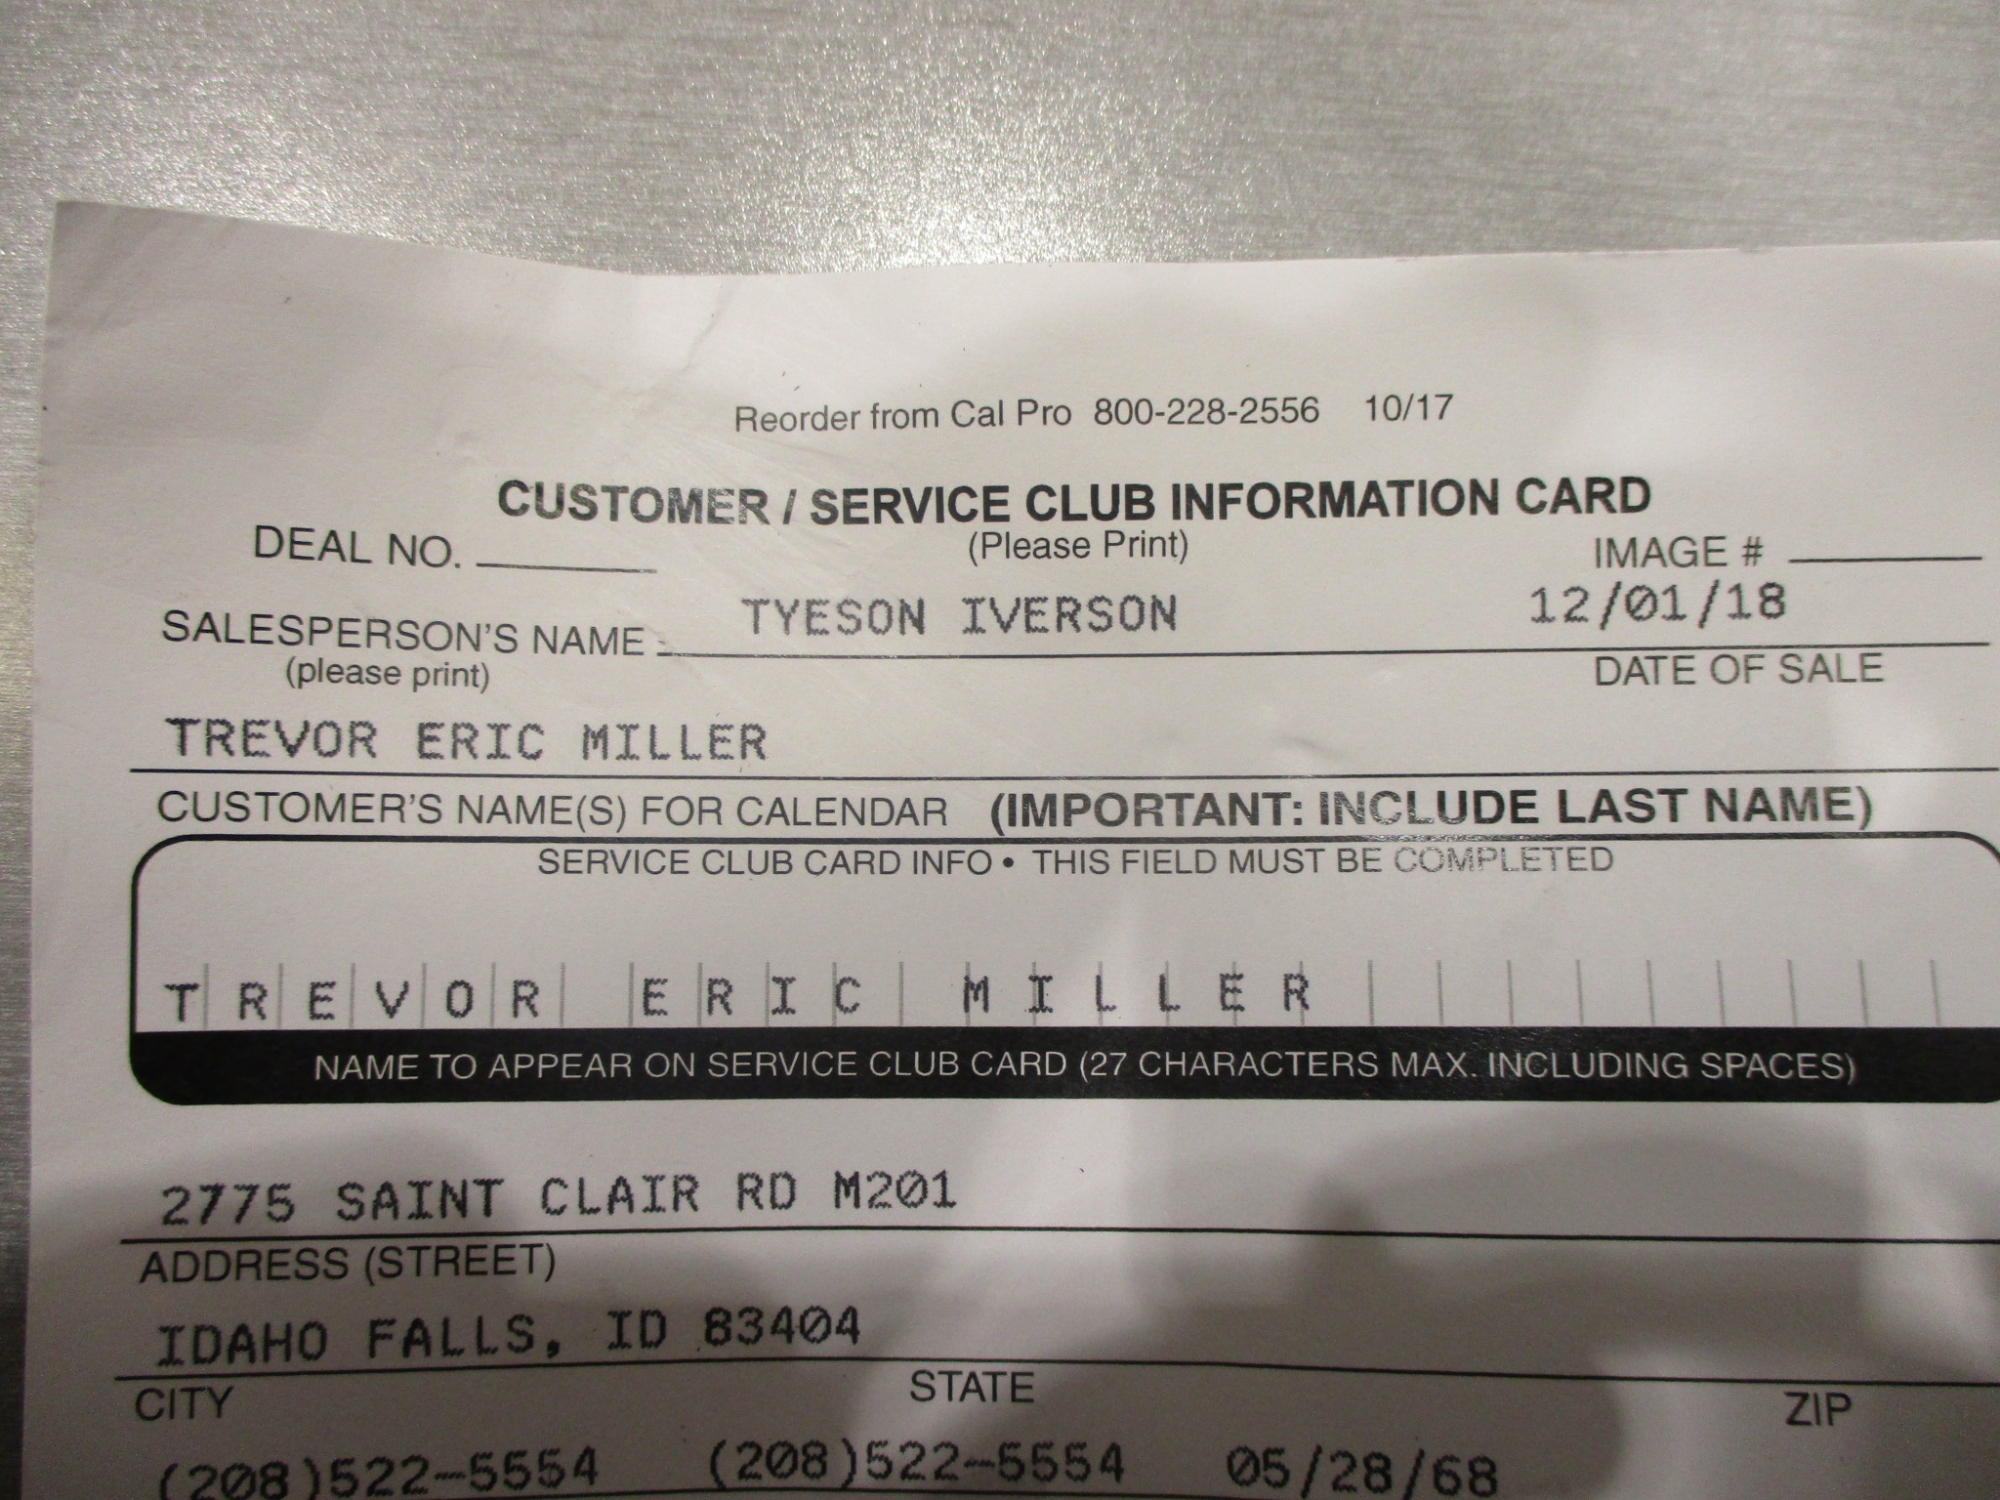 Reorder from Cal Pro 800-228-2556 10/17
CUSTOMER / SERVICE CLUB INFORMATION CARD
DEAL NO. (Please Print) IMAGE #
SALESPERSON'S NAME TYESON IVERSON 12/01/18
(please print) DATE OF SALE
TREVOR ERIC MILLER
CUSTOMER'S NAME(S) FOR CALENDAR (IMPORTANT: INCLUDE LAST NAME)
SERVICE CLUB CARD INFO • THIS FIELD MUST BE COMPLETED
TREVOR ERIC MILLER
NAME TO APPEAR ON SERVICE CLUB CARD (27 CHARACTERS MAX. INCLUDING SPACES)
2775 SAINT CLAIR RD M201
ADDRESS (STREET)
IDAHO FALLS, ID 83404
CITY STATE ZIP
(208)522-5554 (208)522-5554 05/28/68